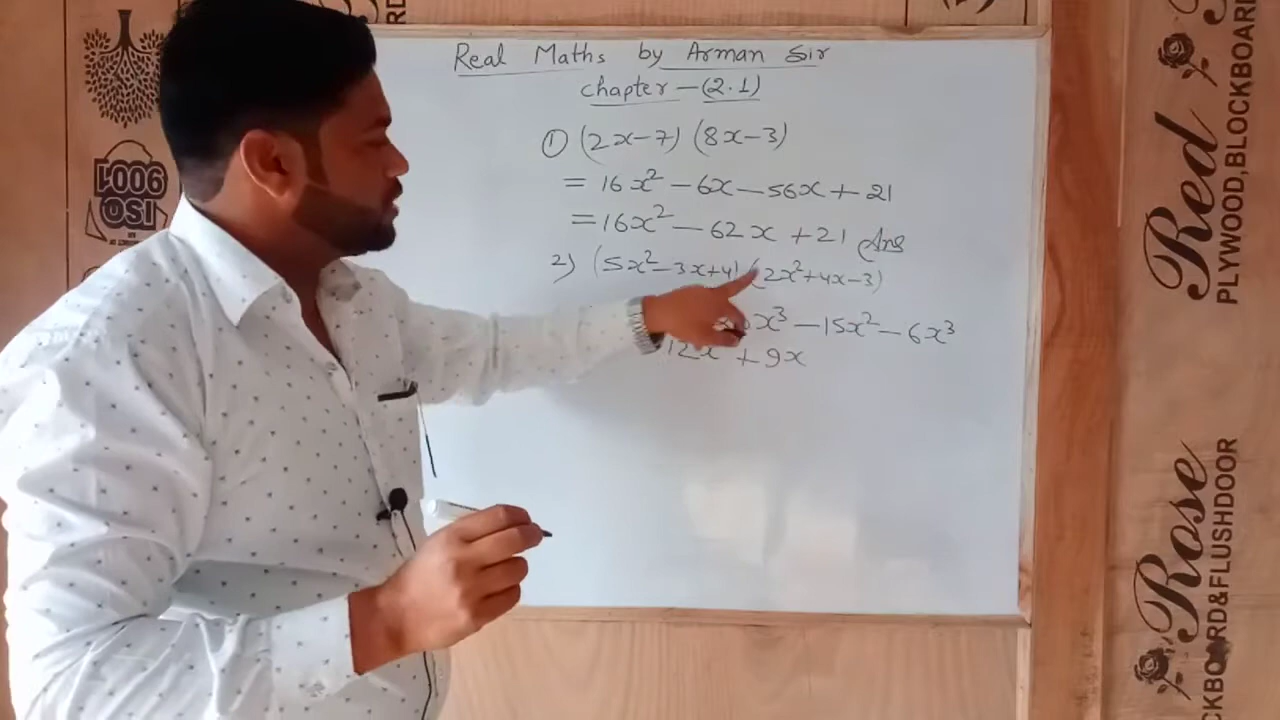 Real Maths by Arman Sir
Chapter - (2.1)
① (2x-7) (8x-3)
= 16x² - 6x - 56x + 21
= 16x² - 62x + 21 Ans
2) (5x² - 3x+4) (2x²+4x-3)
x³ - 15x² - 6x³
12x + 9x
9001
ISO
Red Rose
PLYWOOD, BLOCKBOARD
BOARD & FLUSHDOOR